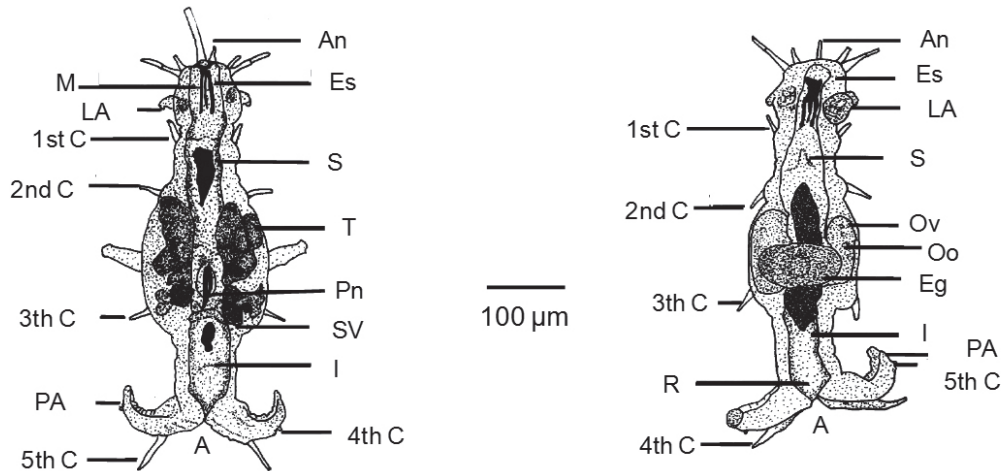 An
M
Es
LA
1st C
S
2nd C
T
Pn
3th C
SV
I
PA
A
4th C
5th C
100 µm
An
Es
LA
1st C
S
2nd C
Ov
Oo
Eg
3th C
I
PA
R
5th C
A
4th C